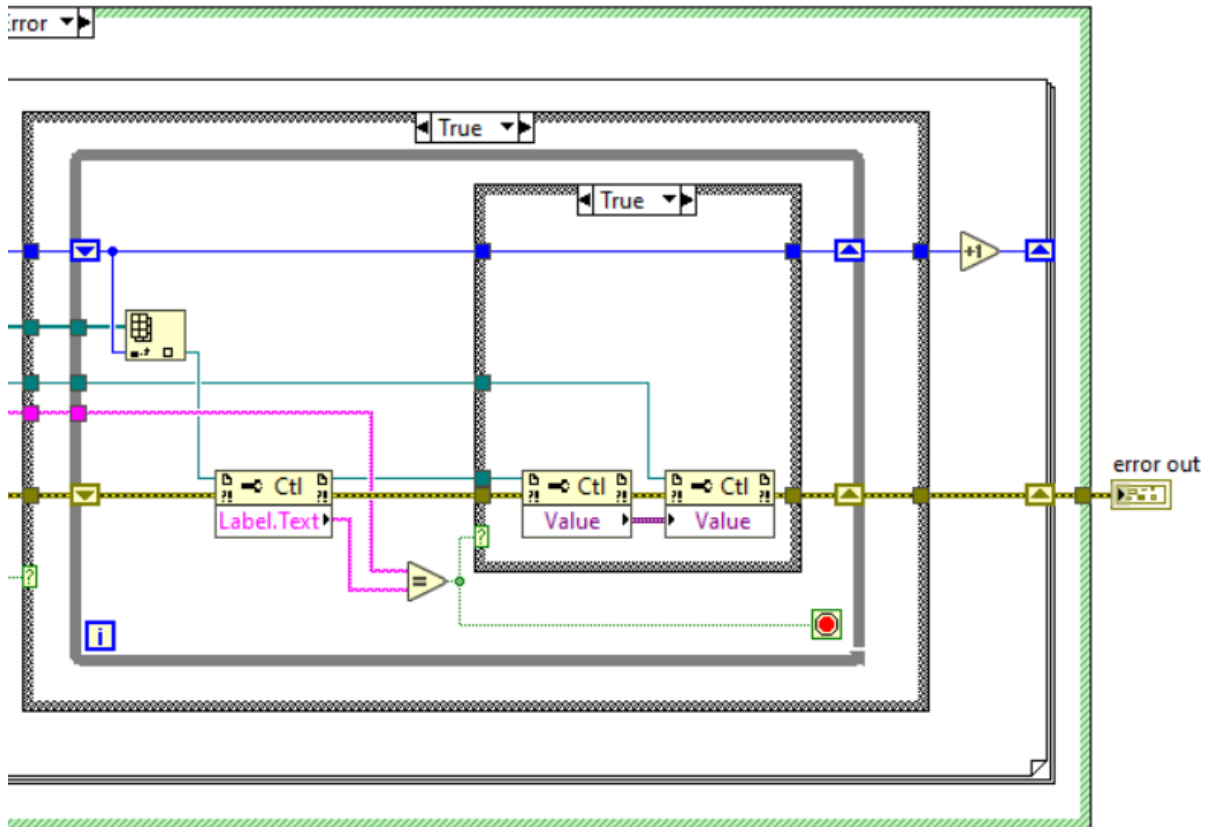 rror
True
True
+1
Ctl
Label.Text
Ctl
Value
Ctl
Value
error out
?
=
?
i